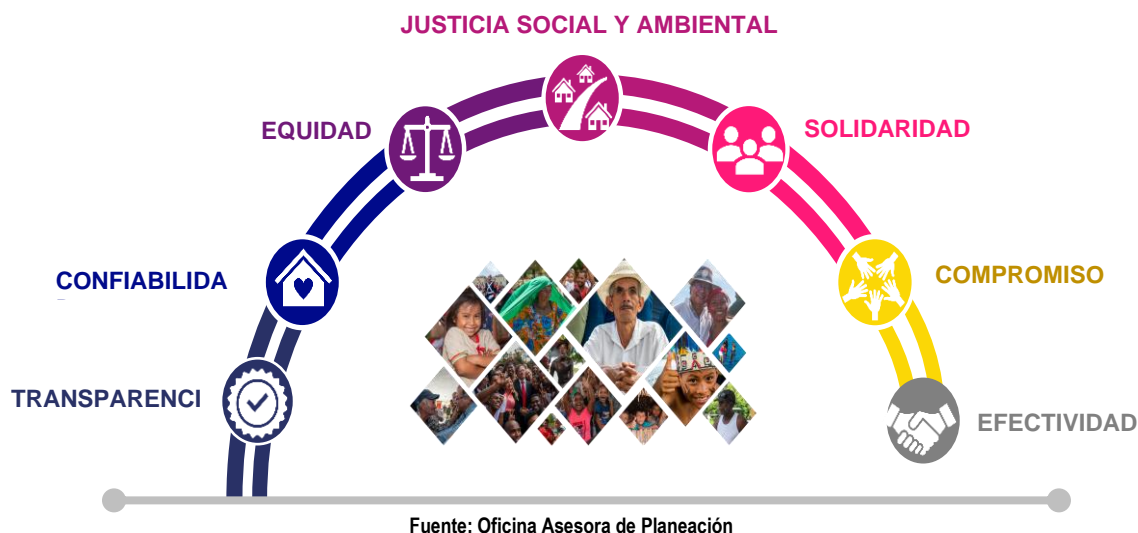 JUSTICIA SOCIAL Y AMBIENTAL
EQUIDAD
SOLIDARIDAD
CONFIABILIDA
COMPROMISO
TRANSPARENCI
EFECTIVIDAD
Fuente: Oficina Asesora de Planeación